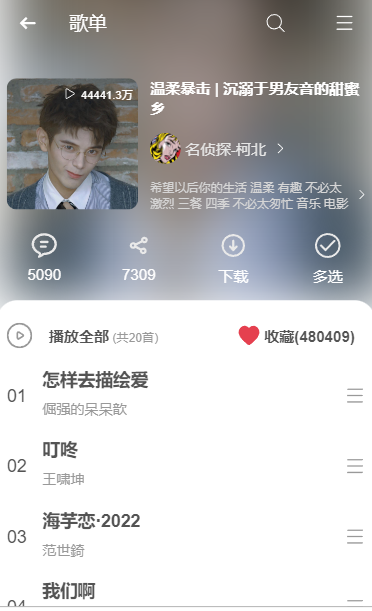 歌单
44441.3万
温柔暴击 | 沉溺于男友音的甜蜜
乡
名侦探-柯北
希望以后你的生活 温柔 有趣 不必太
激烈 三餐 四季 不必太匆忙 音乐 电影
5090
7309
下载
多选
播放全部 (共20首)
收藏(480409)
01
怎样去描绘爱
倔强的呆呆歆
02
叮咚
王啸坤
03
海芋恋·2022
范世錡
04
我们啊